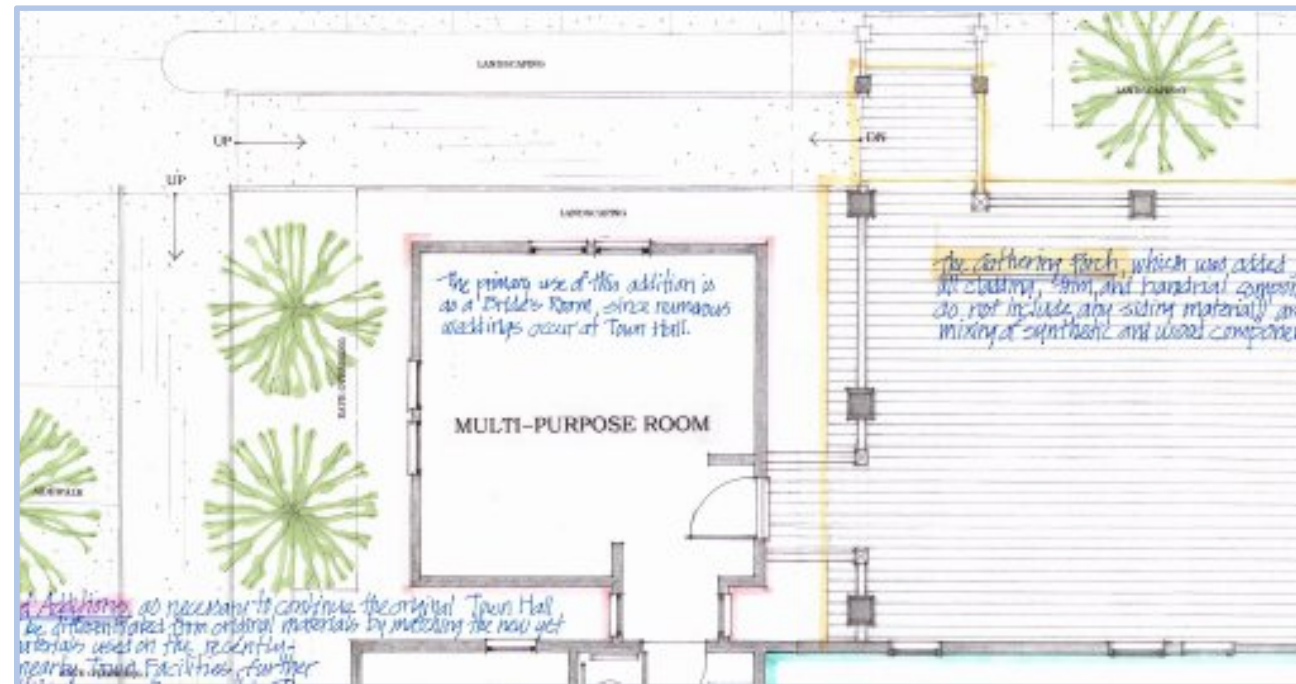 LANDSCAPING
LANDSCAPING
UP
DN
UP
LANDSCAPING
The primary use of this addition is
as a Bride's Room, since numerous
weddings occur at Town Hall.
The Gathering Porch, which was added
all cladding, trim, and handrail
do not include any siding materials
mixing of synthetic and wood
MULTI-PURPOSE ROOM
SIDEWALK
Additions, as necessary to continue the original Town Hall
be differentiated from original materials by matching the new yet
materials used on the recently-
nearby Town Facilities, further